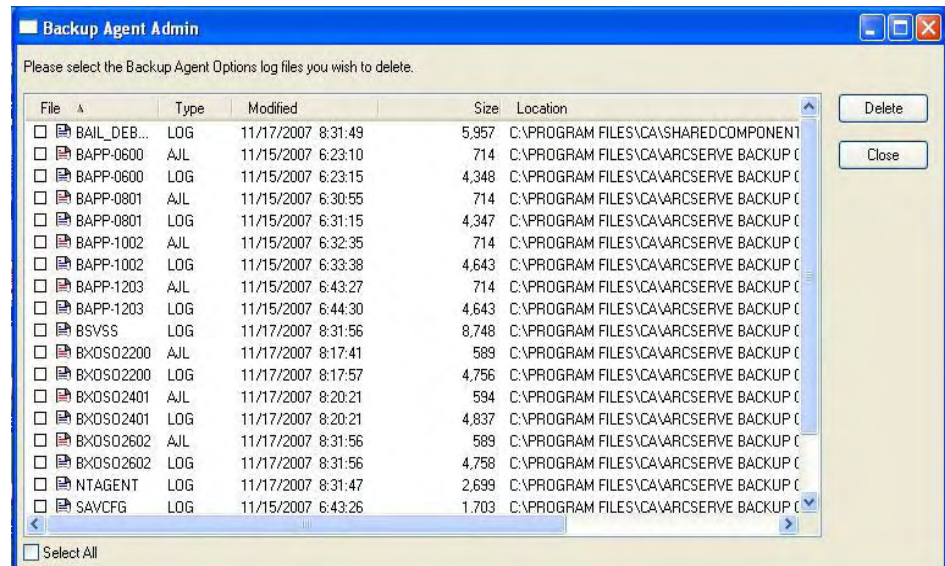 Backup Agent Admin
Please select the Backup Agent Options log files you wish to delete.
File Type Modified Size Location
BAIL_DEB... LOG 11/17/2007 8:31:49 5,957 C:\PROGRAM FILES\CA\SHAREDCOMPONENT
BAPP-0600 AJL 11/15/2007 6:23:10 714 C:\PROGRAM FILES\CA\ARCSERVE BACKUP
BAPP-0600 LOG 11/15/2007 6:23:15 4,348 C:\PROGRAM FILES\CA\ARCSERVE BACKUP
BAPP-0801 AJL 11/15/2007 6:30:55 714 C:\PROGRAM FILES\CA\ARCSERVE BACKUP
BAPP-0801 LOG 11/15/2007 6:31:15 4,347 C:\PROGRAM FILES\CA\ARCSERVE BACKUP
BAPP-1002 AJL 11/15/2007 6:32:35 714 C:\PROGRAM FILES\CA\ARCSERVE BACKUP
BAPP-1002 LOG 11/15/2007 6:33:38 4,643 C:\PROGRAM FILES\CA\ARCSERVE BACKUP
BAPP-1203 AJL 11/15/2007 6:43:27 714 C:\PROGRAM FILES\CA\ARCSERVE BACKUP
BAPP-1203 LOG 11/15/2007 6:44:30 4,643 C:\PROGRAM FILES\CA\ARCSERVE BACKUP
BSVSS LOG 11/17/2007 8:31:56 8,748 C:\PROGRAM FILES\CA\ARCSERVE BACKUP
BXOSO2200 AJL 11/17/2007 8:17:41 589 C:\PROGRAM FILES\CA\ARCSERVE BACKUP
BXOSO2200 LOG 11/17/2007 8:17:57 4,756 C:\PROGRAM FILES\CA\ARCSERVE BACKUP
BXOSO2401 AJL 11/17/2007 8:20:21 594 C:\PROGRAM FILES\CA\ARCSERVE BACKUP
BXOSO2401 LOG 11/17/2007 8:20:21 4,837 C:\PROGRAM FILES\CA\ARCSERVE BACKUP
BXOSO2602 AJL 11/17/2007 8:31:56 589 C:\PROGRAM FILES\CA\ARCSERVE BACKUP
BXOSO2602 LOG 11/17/2007 8:31:56 4,758 C:\PROGRAM FILES\CA\ARCSERVE BACKUP
NTAGENT LOG 11/17/2007 8:31:47 2,699 C:\PROGRAM FILES\CA\ARCSERVE BACKUP
SAVCFG LOG 11/15/2007 6:43:26 1,703 C:\PROGRAM FILES\CA\ARCSERVE BACKUP
Select All
Delete
Close